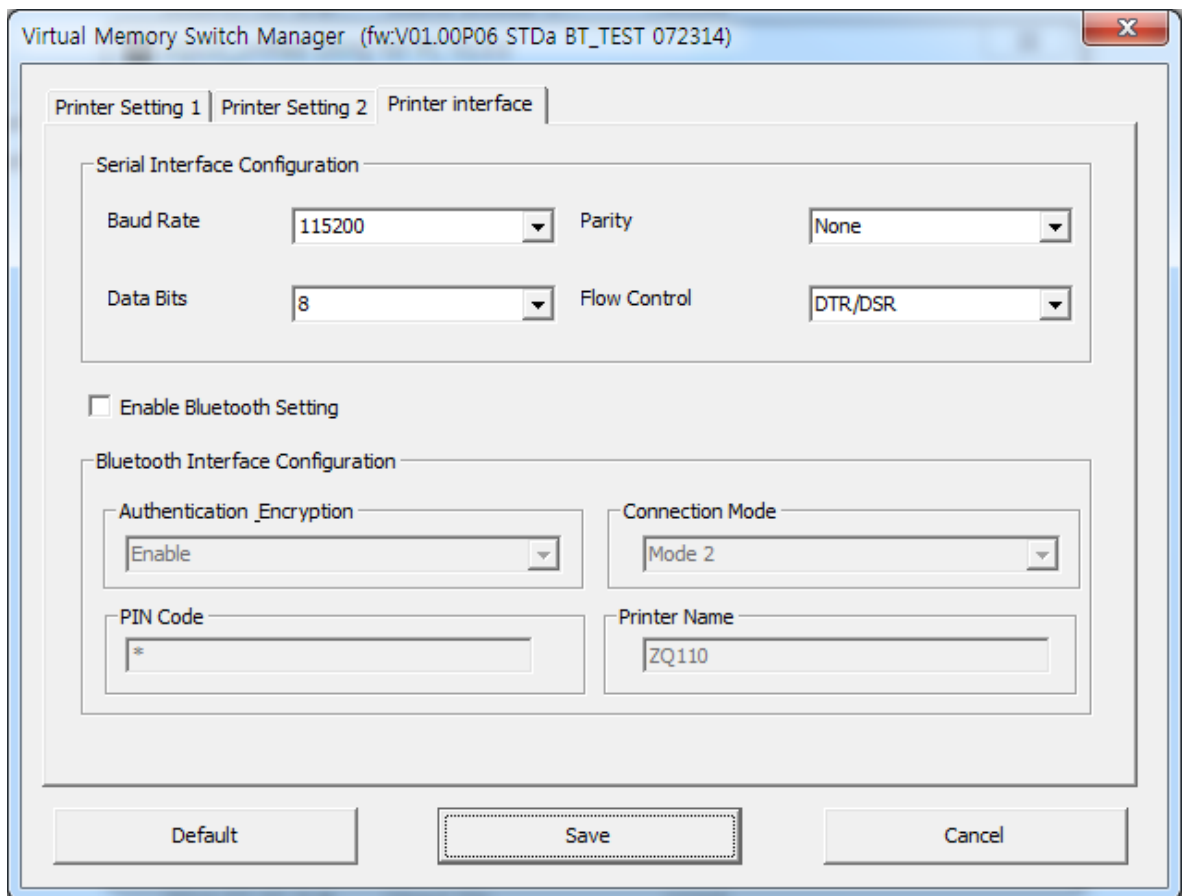 Virtual Memory Switch Manager (fw:V01.00P06 STDa BT_TEST 072314)
X
Printer Setting 1 Printer Setting 2 Printer interface
Serial Interface Configuration
Baud Rate 115200 Parity None
Data Bits 8 Flow Control DTR/DSR
Enable Bluetooth Setting
Bluetooth Interface Configuration
Authentication _Encryption Connection Mode
Enable Mode 2
PIN Code Printer Name
* ZQ110
Default Save Cancel